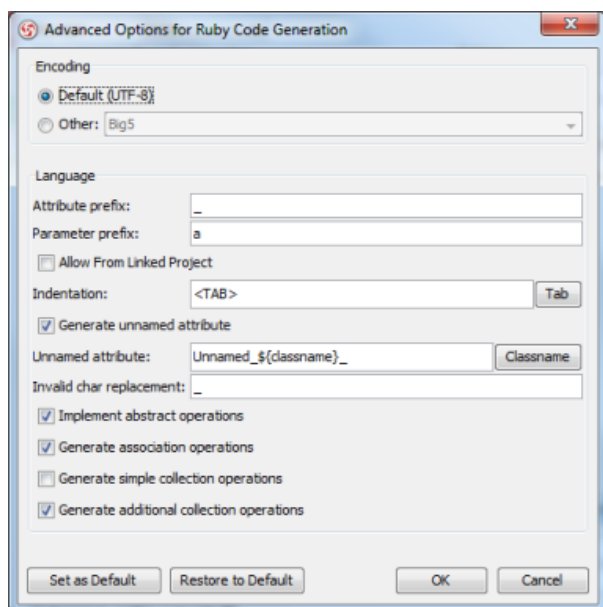 Advanced Options for Ruby Code Generation
Encoding
Default (UTF-8)
Other: Big5
Language
Attribute prefix: _
Parameter prefix: a
Allow From Linked Project
Indentation: <TAB> Tab
Generate unnamed attribute
Unnamed attribute: Unnamed_${classname}_ Classname
Invalid char replacement: _
Implement abstract operations
Generate association operations
Generate simple collection operations
Generate additional collection operations
Set as Default Restore to Default OK Cancel